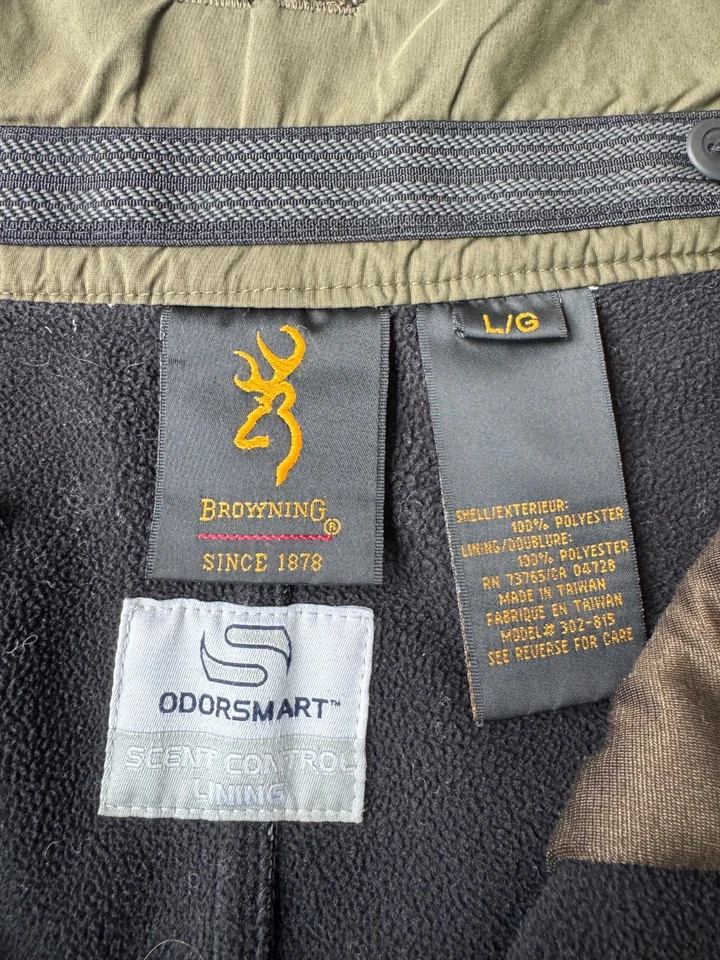 BROWNING®
SINCE 1878
L/G
SHELL/EXTERIEUR:
100% POLYESTER
LINING/DOUBLURE:
100% POLYESTER
RN 73765/CA 04728
MADE IN TAIWAN
FABRIQUE EN TAIWAN
MODEL# 302-815
SEE REVERSE FOR CARE
ODORSMART™
SCENT CONTROL
LINING